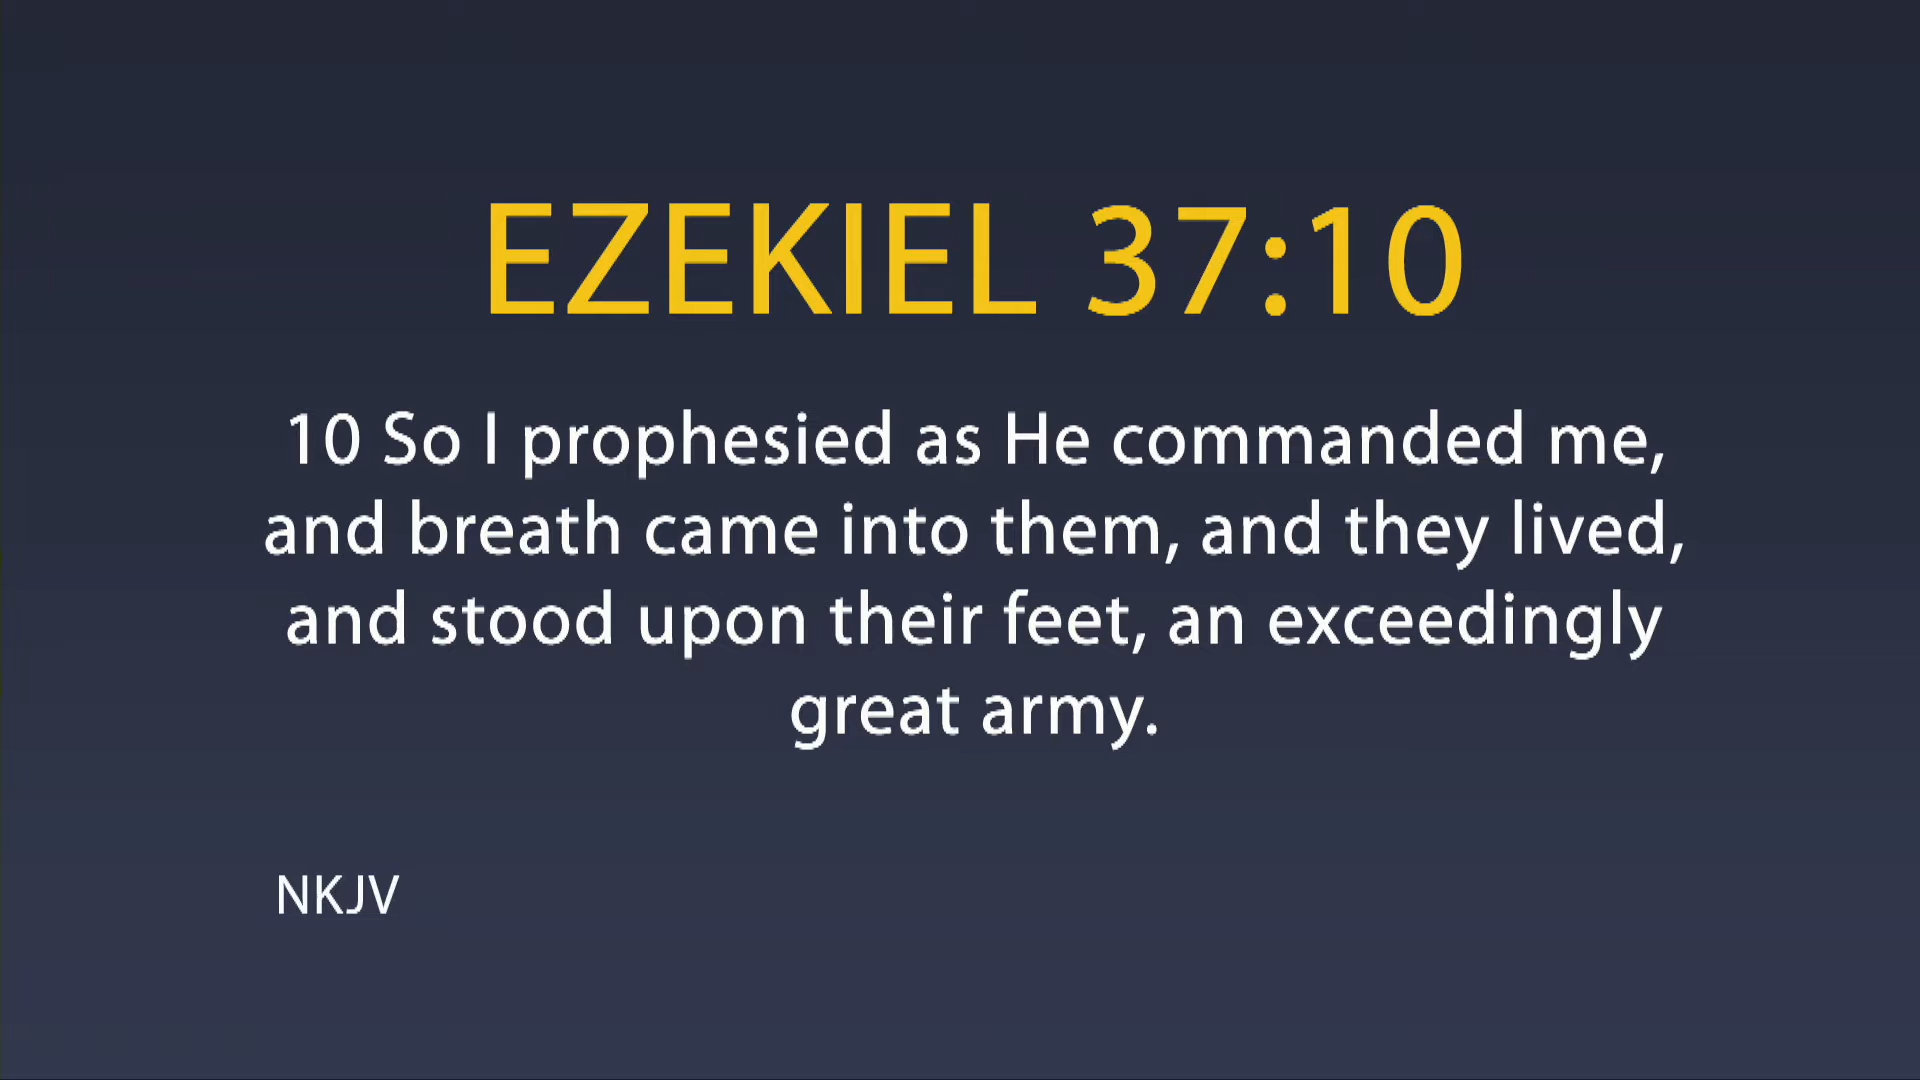 EZEKIEL 37:10
10 So I prophesied as He commanded me,
and breath came into them, and they lived,
and stood upon their feet, an exceedingly
great army.
NKJV